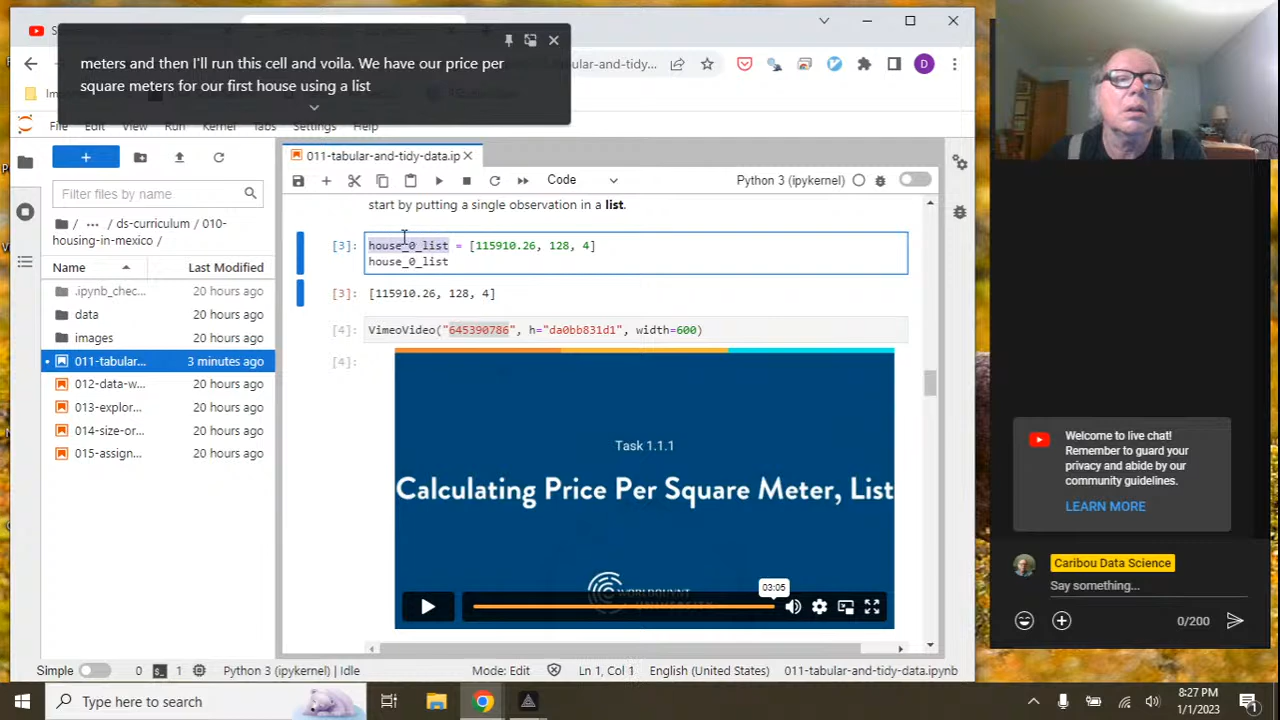 meters and then I'll run this cell and voila. We have our price per
square meters for our first house using a list
ular-and-tidy-...
D
File Edit View Run Kernel Tabs Settings Help
011-tabular-and-tidy-data.ip
Filter files by name
Code
Python 3 (ipykernel)
/ ... / ds-curriculum / 010-
housing-in-mexico /
Name
Last Modified
.ipynb_chec... 20 hours ago
data 20 hours ago
images 20 hours ago
011-tabular... 3 minutes ago
012-data-w... 20 hours ago
013-explor... 20 hours ago
014-size-or... 20 hours ago
015-assign... 20 hours ago
start by putting a single observation in a list.
[3]: house_0_list = [115910.26, 128, 4]
house_0_list
[3]: [115910.26, 128, 4]
[4]: VimeoVideo("645390786", h="da0bb831d1", width=600)
[4]:
Task 1.1.1
Calculating Price Per Square Meter, List
03:05
Simple 0 1 Python 3 (ipykernel) | Idle
Mode: Edit Ln 1, Col 1 English (United States) 011-tabular-and-tidy-data.ipynb
Welcome to live chat!
Remember to guard your
privacy and abide by our
community guidelines.
LEARN MORE
Caribou Data Science
Say something...
0/200
Type here to search
8:27 PM
1/1/2023
1